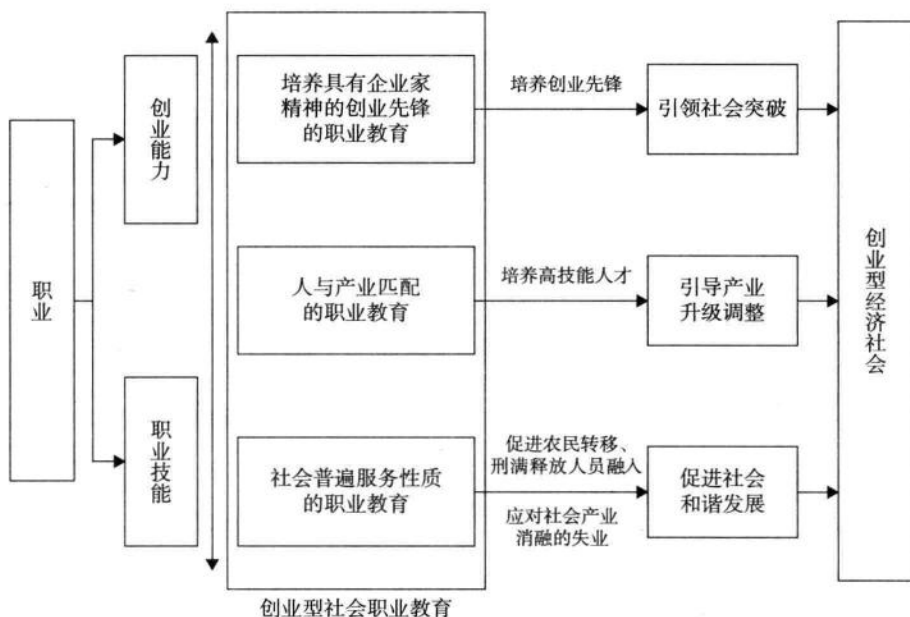 职业
创业能力
职业技能
培养具有企业家
精神的创业先锋
的职业教育
人与产业匹配
的职业教育
社会普遍服务性质
的职业教育
创业型社会职业教育
培养创业先锋
培养高技能人才
促进农民转移、
刑满释放人员融入
应对社会产业
消融的失业
引领社会突破
引导产业
升级调整
促进社会
和谐发展
创业型经济社会